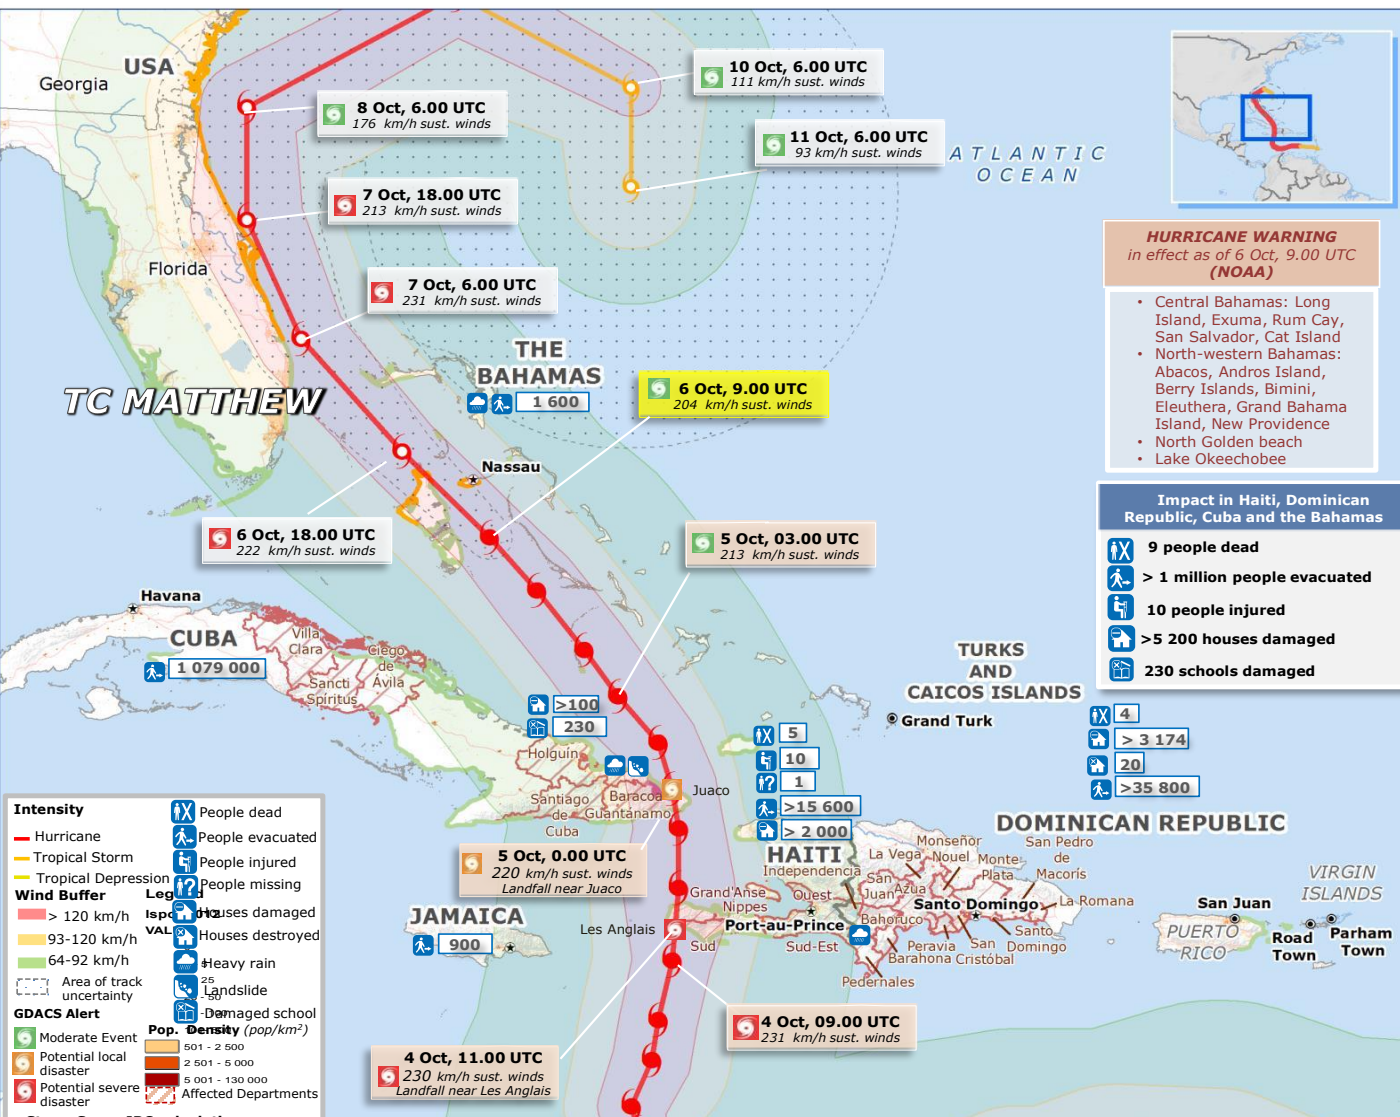 USA
Georgia
10 Oct, 6.00 UTC
111 km/h sust. winds
8 Oct, 6.00 UTC
176 km/h sust. winds
11 Oct, 6.00 UTC
93 km/h sust. winds
ATLANTIC
OCEAN
7 Oct, 18.00 UTC
213 km/h sust. winds
HURRICANE WARNING
in effect as of 6 Oct, 9.00 UTC
(NOAA)
Florida
7 Oct, 6.00 UTC
231 km/h sust. winds
• Central Bahamas: Long
Island, Exuma, Rum Cay,
San Salvador, Cat Island
• North-western Bahamas:
Abacos, Andros Island,
Berry Islands, Bimini,
Eleuthera, Grand Bahama
Island, New Providence
• North Golden beach
• Lake Okeechobee
THE
BAHAMAS
1 600
TC MATTHEW
6 Oct, 9.00 UTC
204 km/h sust. winds
Nassau
Impact in Haiti, Dominican
Republic, Cuba and the Bahamas
9 people dead
> 1 million people evacuated
10 people injured
>5 200 houses damaged
230 schools damaged
6 Oct, 18.00 UTC
222 km/h sust. winds
5 Oct, 03.00 UTC
213 km/h sust. winds
Havana
CUBA
1 079 000
Villa
Clara
Ciego
de
Ávila
Sancti
Spíritus
TURKS
AND
CAICOS ISLANDS
Grand Turk
>100
230
5
10
1
>15 600
> 2 000
4
> 3 174
20
>35 800
Holguín
Santiago
de
Cuba
Baracoa
Guantánamo
Juaco
5 Oct, 0.00 UTC
220 km/h sust. winds
Landfall near Juaco
DOMINICAN REPUBLIC
HAITI
Independencia
La Vega
Monseñor
Nouel
Monte
Plata
San Pedro
de
Macorís
San
Juan
Azua
La Romana
Santo Domingo
Grand'Anse
Nippes
Ouest
Bahoruco
Les Anglais
Port-au-Prince
Sud
Sud-Est
Peravia
Barahona
San
Cristóbal
Santo
Domingo
Pedernales
JAMAICA
900
VIRGIN
ISLANDS
San Juan
PUERTO
RICO
Road
Town
Parham
Town
4 Oct, 09.00 UTC
231 km/h sust. winds
4 Oct, 11.00 UTC
230 km/h sust. winds
Landfall near Les Anglais
Intensity
Hurricane
Tropical Storm
Tropical Depression
Wind Buffer
> 120 km/h
93-120 km/h
64-92 km/h
Area of track
uncertainty
GDACS Alert
Moderate Event
Potential local
disaster
Potential severe
disaster
People dead
People evacuated
People injured
People missing
Houses damaged
Houses destroyed
Heavy rain
Landslide
Damaged school
Pop. Density (pop/km²)
501 - 2 500
2 501 - 5 000
5 001 - 130 000
Affected Departments